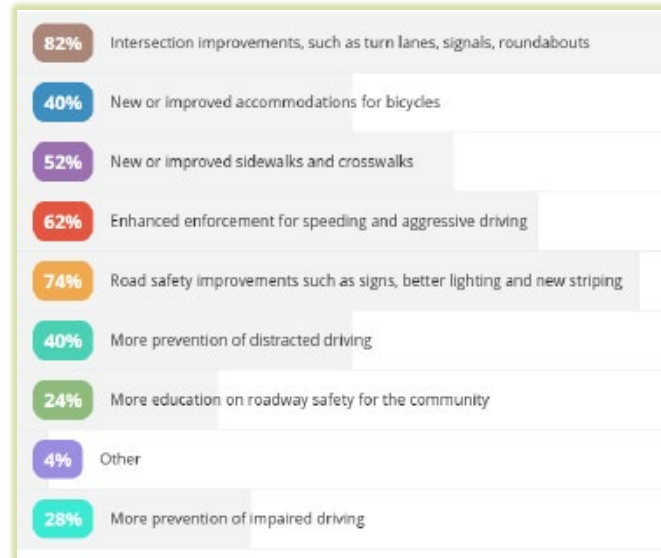 82% Intersection improvements, such as turn lanes, signals, roundabouts
40% New or improved accommodations for bicycles
52% New or improved sidewalks and crosswalks
62% Enhanced enforcement for speeding and aggressive driving
74% Road safety improvements such as signs, better lighting and new striping
40% More prevention of distracted driving
24% More education on roadway safety for the community
4% Other
28% More prevention of impaired driving